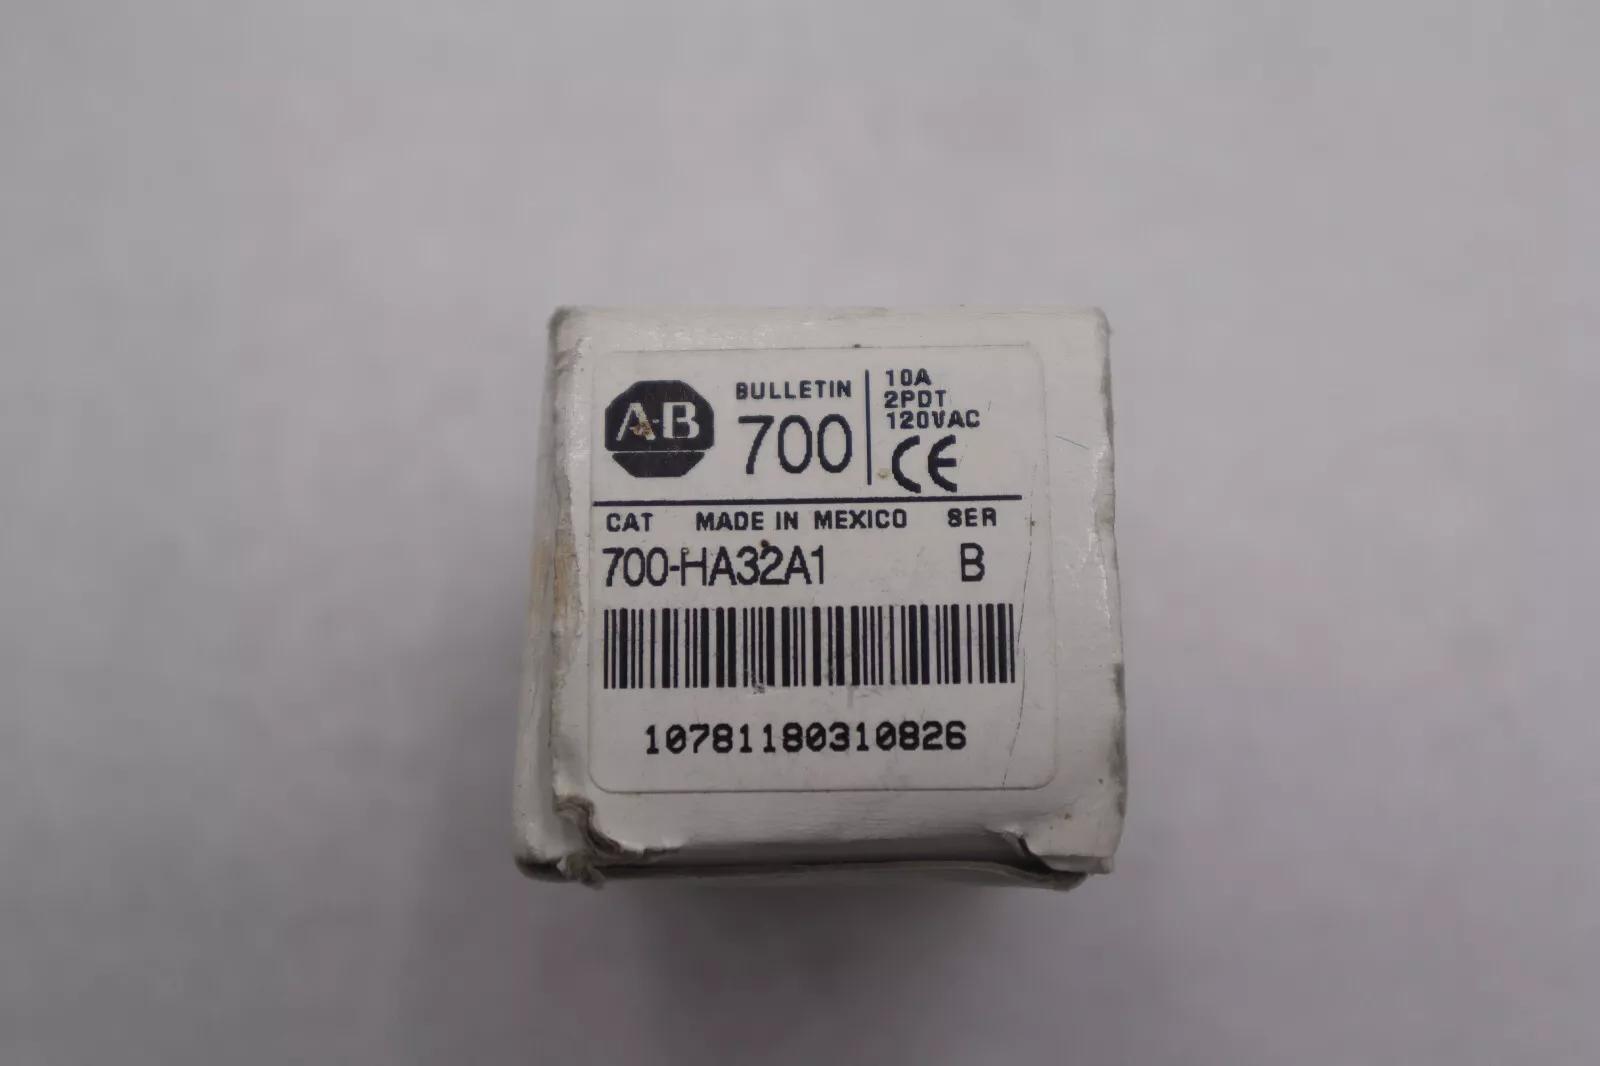 A-B
BULLETIN
700
10A
2PDT
120VAC
CE
CAT MADE IN MEXICO SER
700-HA32A1 B
10781180310826